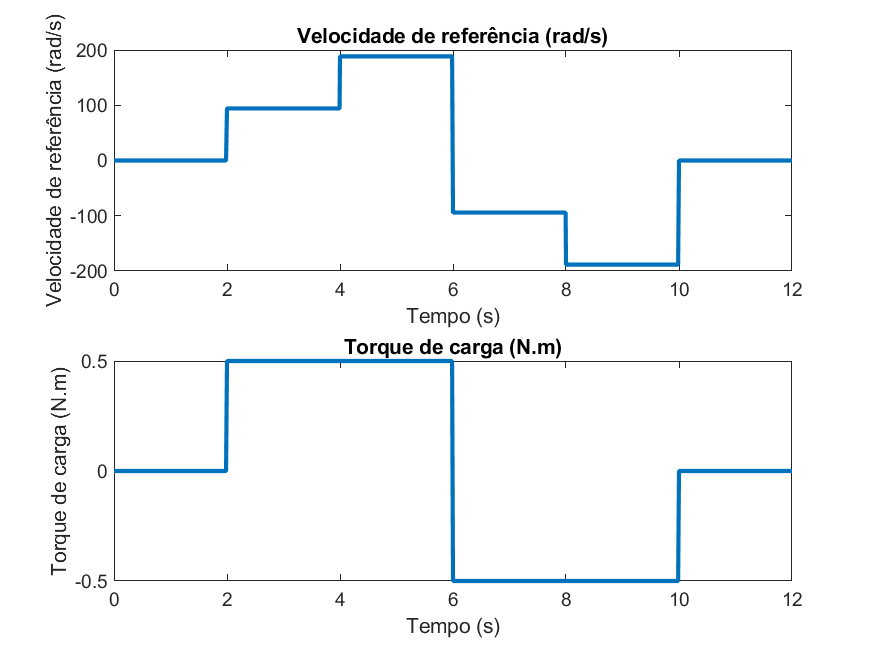 Velocidade de referência (rad/s)
Velocidade de referência (rad/s)
200
100
0
-100
-200
0 2 4 6 8 10 12
Tempo (s)
Torque de carga (N.m)
Torque de carga (N.m)
0.5
0
-0.5
0 2 4 6 8 10 12
Tempo (s)